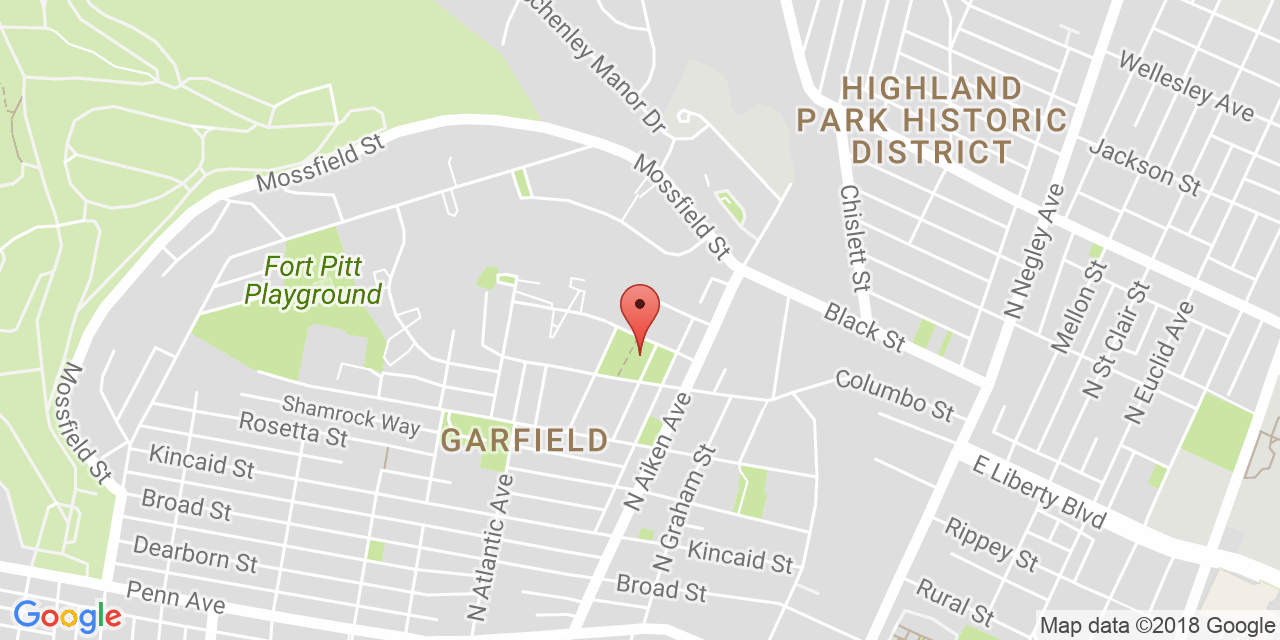 chenley Manor Dr
HIGHLAND
PARK HISTORIC
DISTRICT
Wellesley Ave
Jackson St
Mossfield St
Mossfield St
Chislett St
N Negley Ave
Fort Pitt
Playground
Mellon St
N St Clair St
N Euclid Ave
Black St
Mossfield St
Columbo St
Shamrock Way
Rosetta St
GARFIELD
N Aiken Ave
Kincaid St
N Graham St
E Liberty Blvd
Broad St
N Atlantic Ave
Rippey St
Dearborn St
Kincaid St
Penn Ave
Broad St
Rural St
Google
Map data ©2018 Google